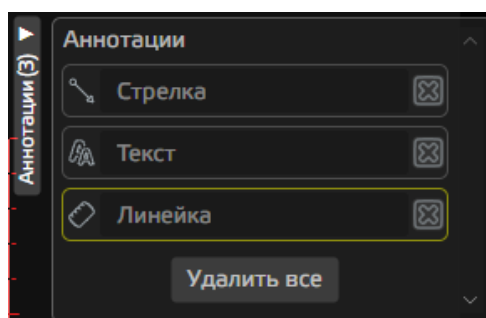 Аннотации (3)
Аннотации
Стрелка
Текст
Линейка
Удалить все